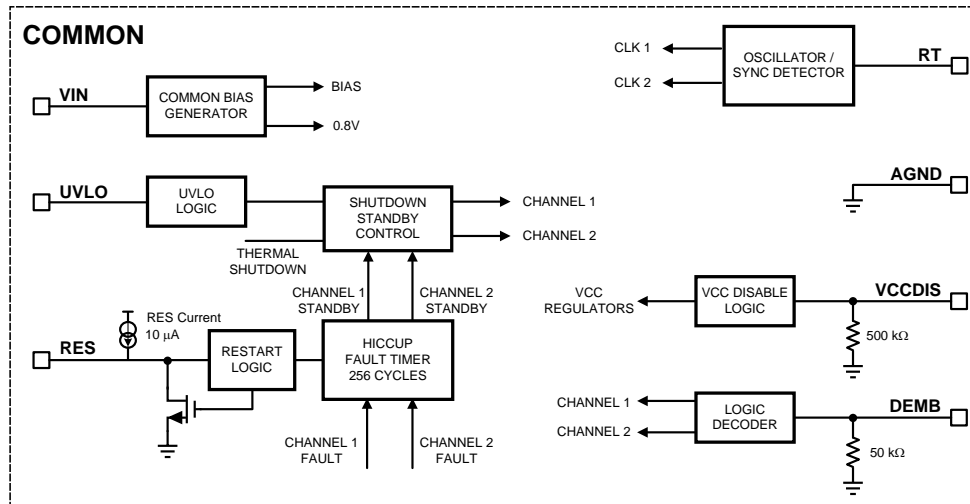 COMMON
VIN
COMMON BIAS
GENERATOR
BIAS
0.8V
CLK 1
CLK 2
OSCILLATOR /
SYNC DETECTOR
RT
UVLO
UVLO
LOGIC
THERMAL
SHUTDOWN
SHUTDOWN
STANDBY
CONTROL
CHANNEL 1
CHANNEL 2
AGND
CHANNEL 1
STANDBY
CHANNEL 2
STANDBY
VCC
REGULATORS
VCC DISABLE
LOGIC
VCCDIS
500 kΩ
RES Current
10 μA
RES
RESTART
LOGIC
HICCUP
FAULT TIMER
256 CYCLES
CHANNEL 1
FAULT
CHANNEL 2
FAULT
CHANNEL 1
CHANNEL 2
LOGIC
DECODER
DEMB
50 kΩ